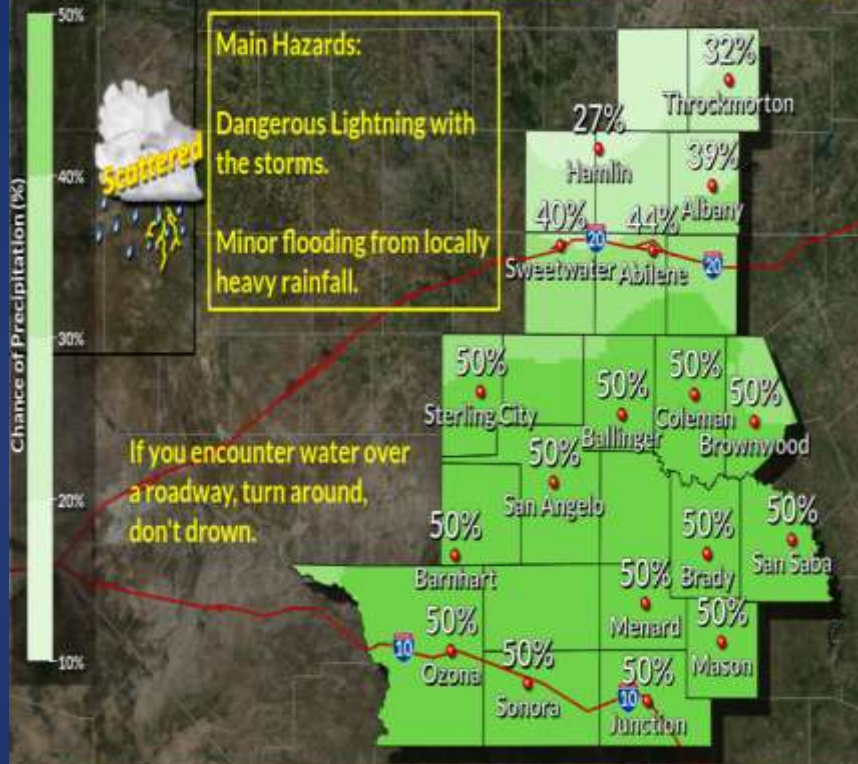 50%
Main Hazards:
32%
Throckmorton
Dangerous Lightning with
the storms.
27%
Hamlin
39%
Albany
Scattered
40%
Minor flooding from locally
heavy rainfall.
40%
Sweetwater
20
44%
Abilene
20
Chance of Precipitation (%)
30%
50%
Sterling City
50%
Ballinger
50%
Coleman
50%
Brownwood
If you encounter water over
a roadway, turn around,
don't drown.
50%
San Angelo
20%
50%
Barnhart
50%
Brady
50%
San Saba
50%
Menard
50%
Mason
10
50%
Ozona
50%
Sonora
10
50%
Junction
10%